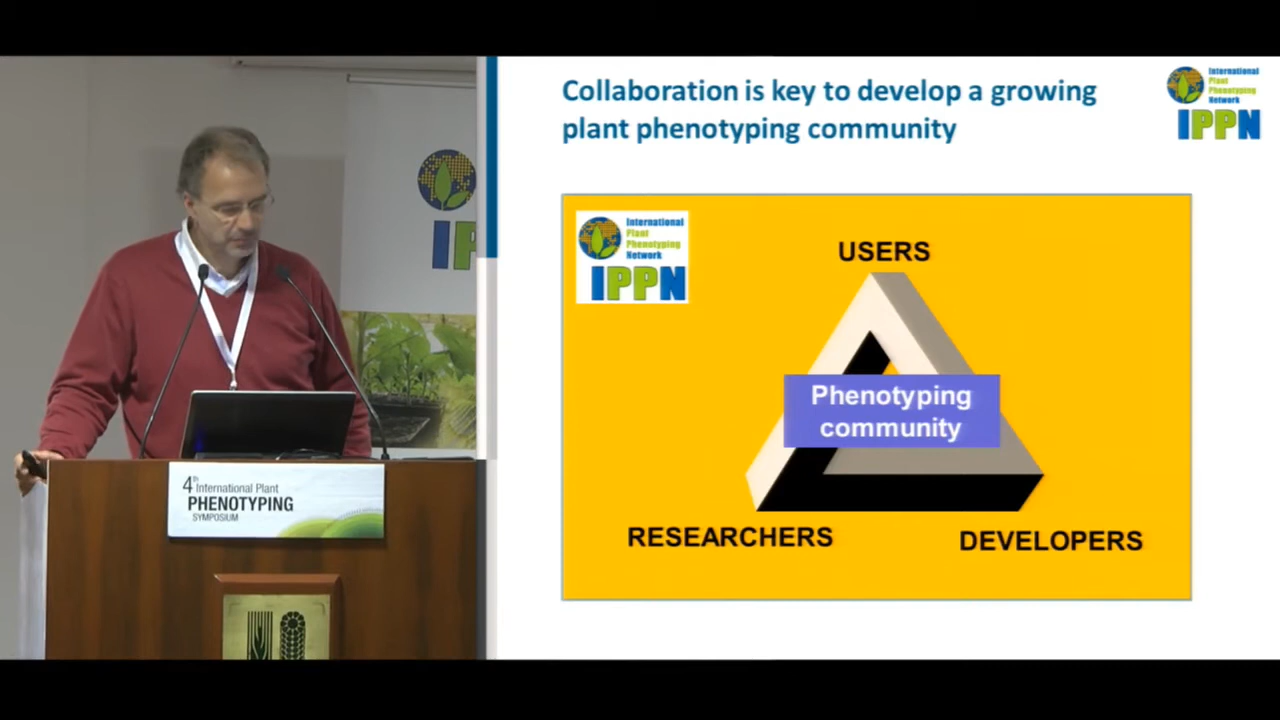 Collaboration is key to develop a growing
plant phenotyping community
International
Plant
Phenotyping
Network
IPPN
International
Plant
Phenotyping
Network
IPPN
USERS
Phenotyping
community
RESEARCHERS
DEVELOPERS
IP
4th
International Plant
PHENOTYPING
SYMPOSIUM